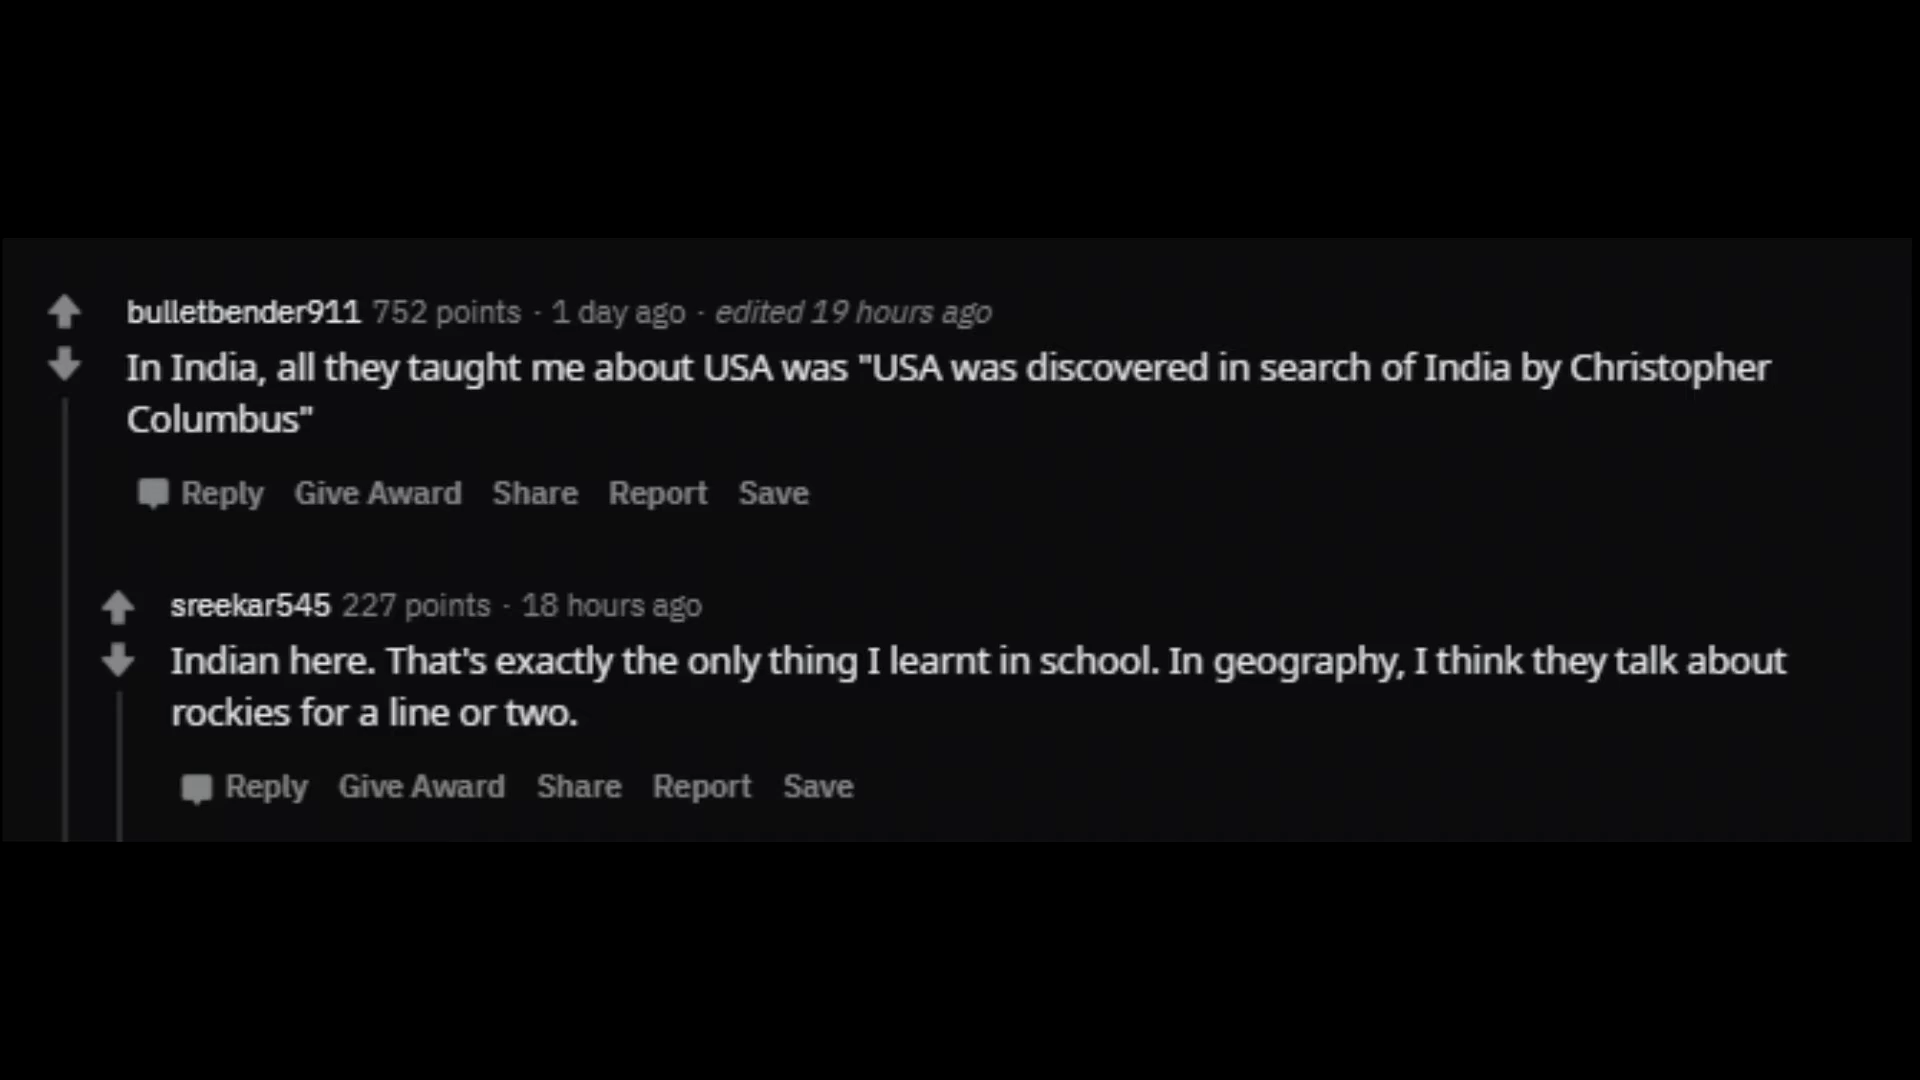 bulletbender911 752 points · 1 day ago · edited 19 hours ago
In India, all they taught me about USA was "USA was discovered in search of India by Christopher
Columbus"
Reply Give Award Share Report Save
sreekar545 227 points · 18 hours ago
Indian here. That's exactly the only thing I learnt in school. In geography, I think they talk about
rockies for a line or two.
Reply Give Award Share Report Save